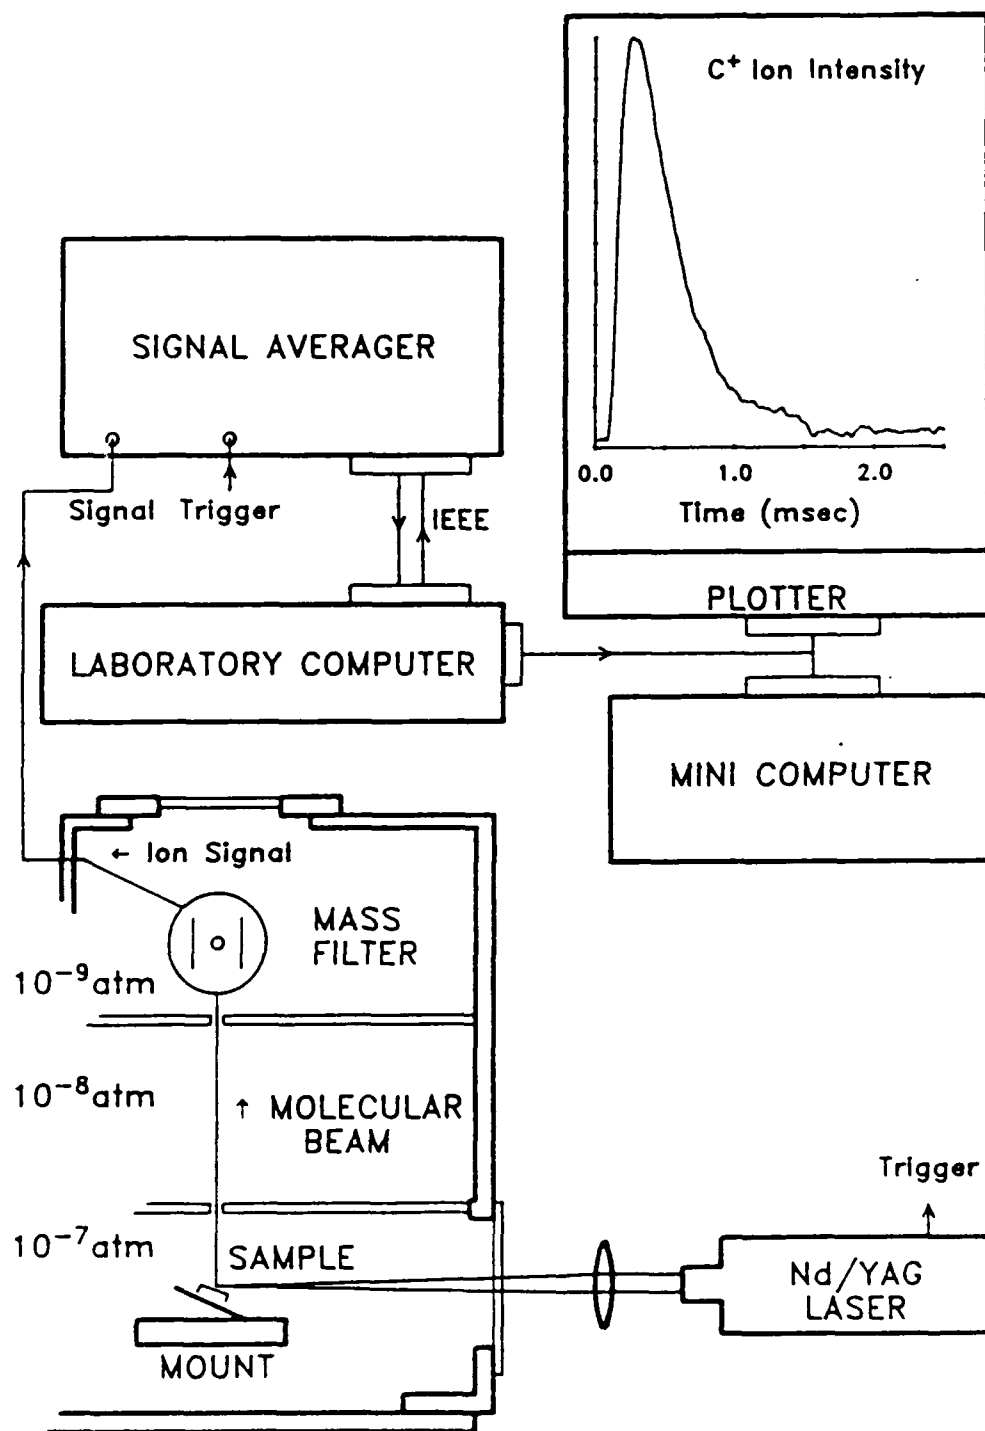 C⁺ Ion Intensity
0.0 1.0 2.0
Time (msec)
PLOTTER
SIGNAL AVERAGER
Signal Trigger
IEEE
LABORATORY COMPUTER
MINI COMPUTER
← Ion Signal
MASS
FILTER
10⁻⁹atm
10⁻⁸atm
↑ MOLECULAR
BEAM
10⁻⁷atm
SAMPLE
MOUNT
Trigger
Nd/YAG
LASER